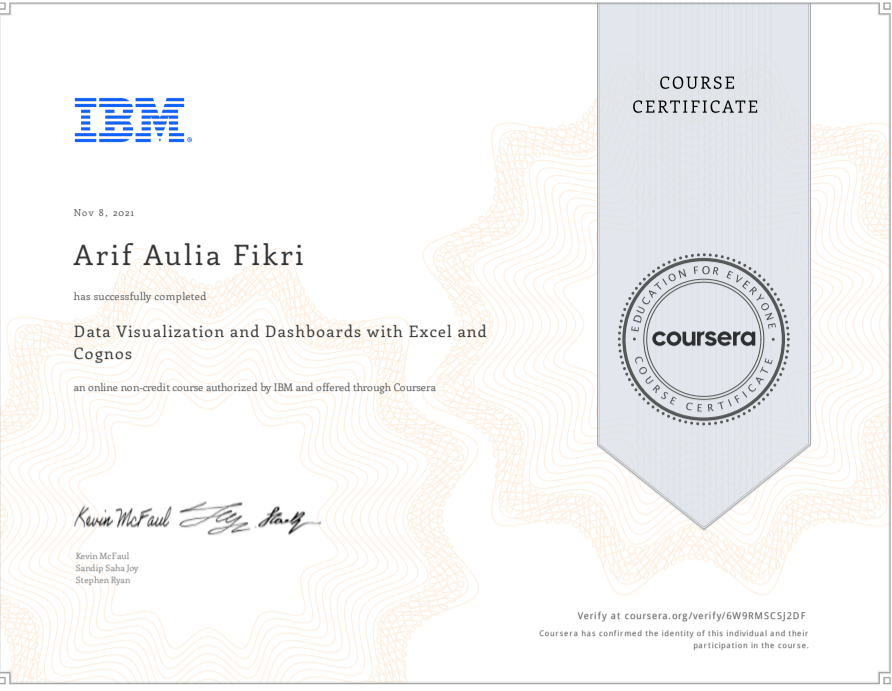 IBM®
COURSE
CERTIFICATE
Nov 8, 2021
Arif Aulia Fikri
has successfully completed
Data Visualization and Dashboards with Excel and
Cognos
an online non-credit course authorized by IBM and offered through Coursera
EDUCATION FOR EVERYONE
coursera
COURSE CERTIFICATE
Kevin McFaul
Kevin McFaul
Sandip Saha Joy
Stephen Ryan
Verify at coursera.org/verify/6W9RMSCSJ2DF
Coursera has confirmed the identity of this individual and their
participation in the course.